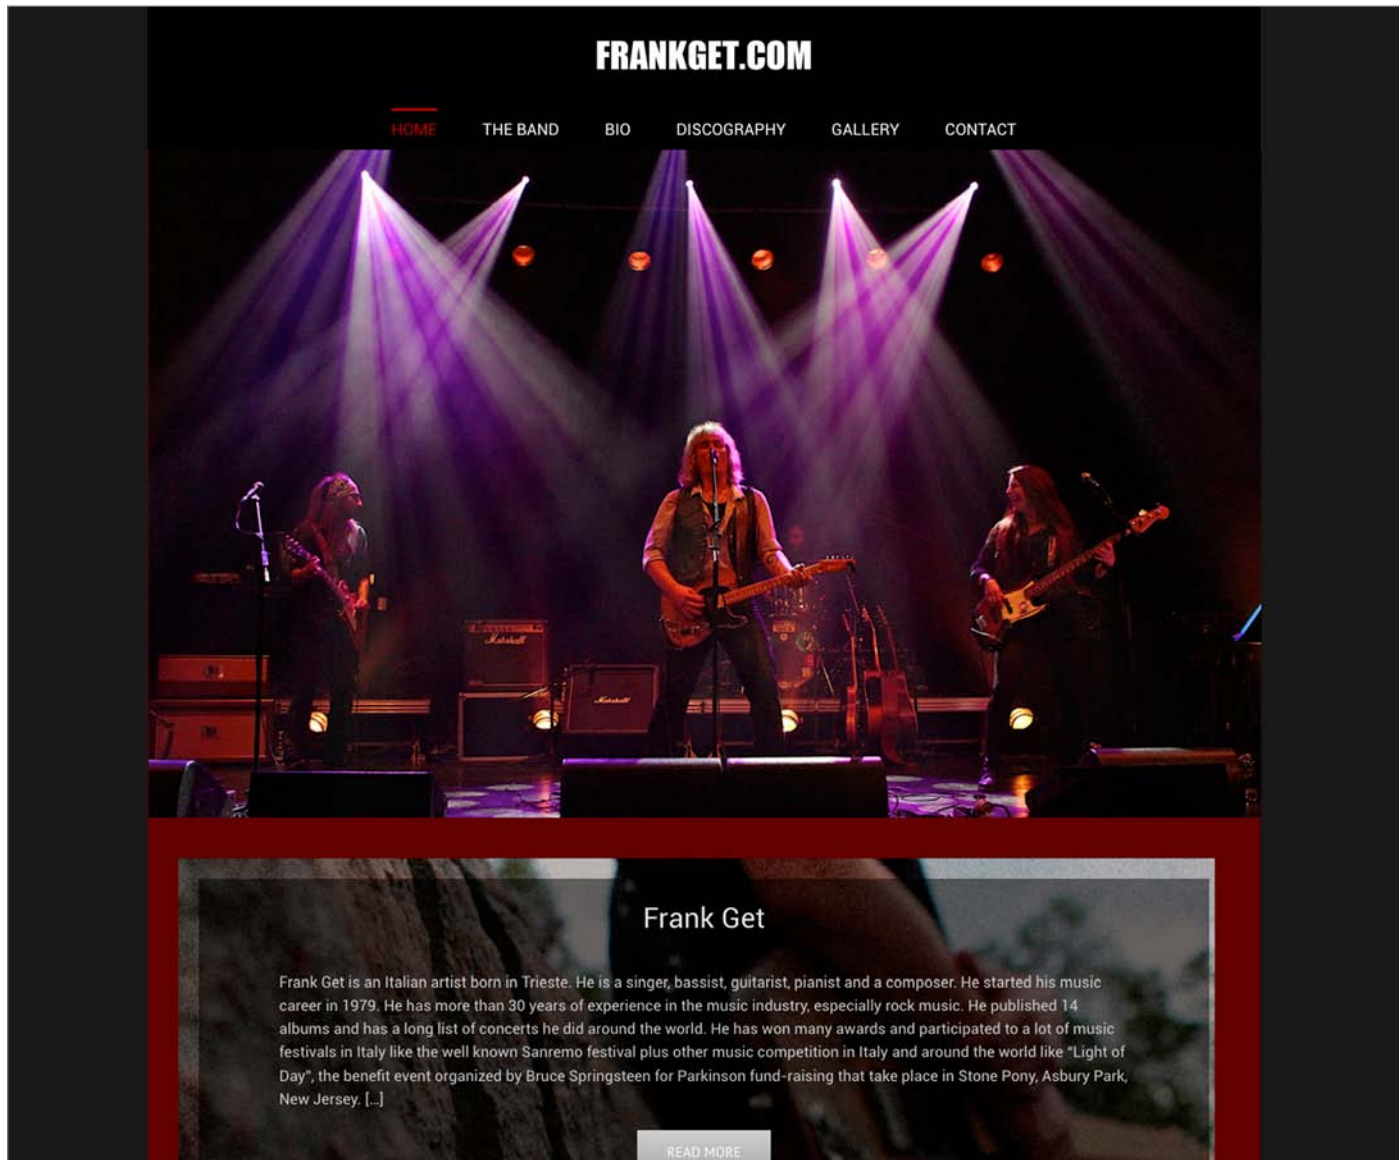 FRANKGET.COM
HOME THE BAND BIO DISCOGRAPHY GALLERY CONTACT
Marshall
Marshall
Frank Get
Frank Get is an Italian artist born in Trieste. He is a singer, bassist, guitarist, pianist and a composer. He started his music
career in 1979. He has more than 30 years of experience in the music industry, especially rock music. He published 14
albums and has a long list of concerts he did around the world. He has won many awards and participated to a lot of music
festivals in Italy like the well known Sanremo festival plus other music competition in Italy and around the world like “Light of
Day”, the benefit event organized by Bruce Springsteen for Parkinson fund-raising that take place in Stone Pony, Asbury Park,
New Jersey. [...]
READ MORE